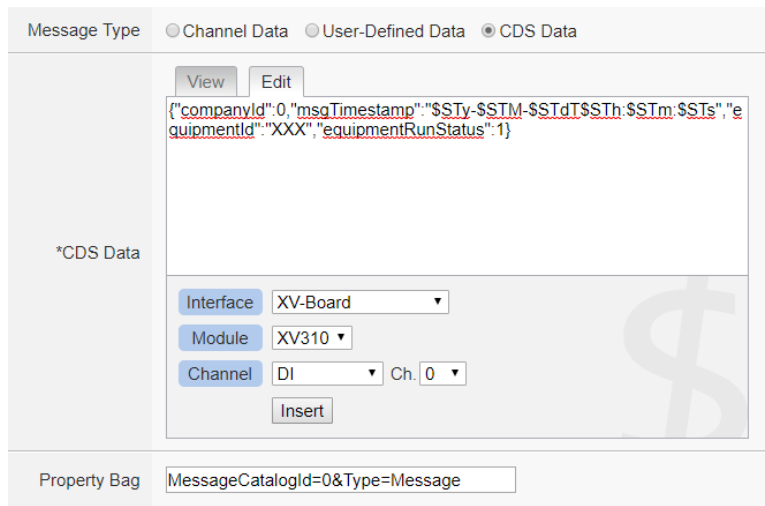 Message Type Channel Data User-Defined Data CDS Data
View Edit
{"companyId":0,"msgTimestamp":"$STy-$STM-$STdT$STh:$STm:$STs","e
quipmentId":"XXX","equipmentRunStatus":1}
*CDS Data
Interface XV-Board
Module XV310
Channel DI Ch. 0
Insert
$
Property Bag MessageCatalogId=0&Type=Message